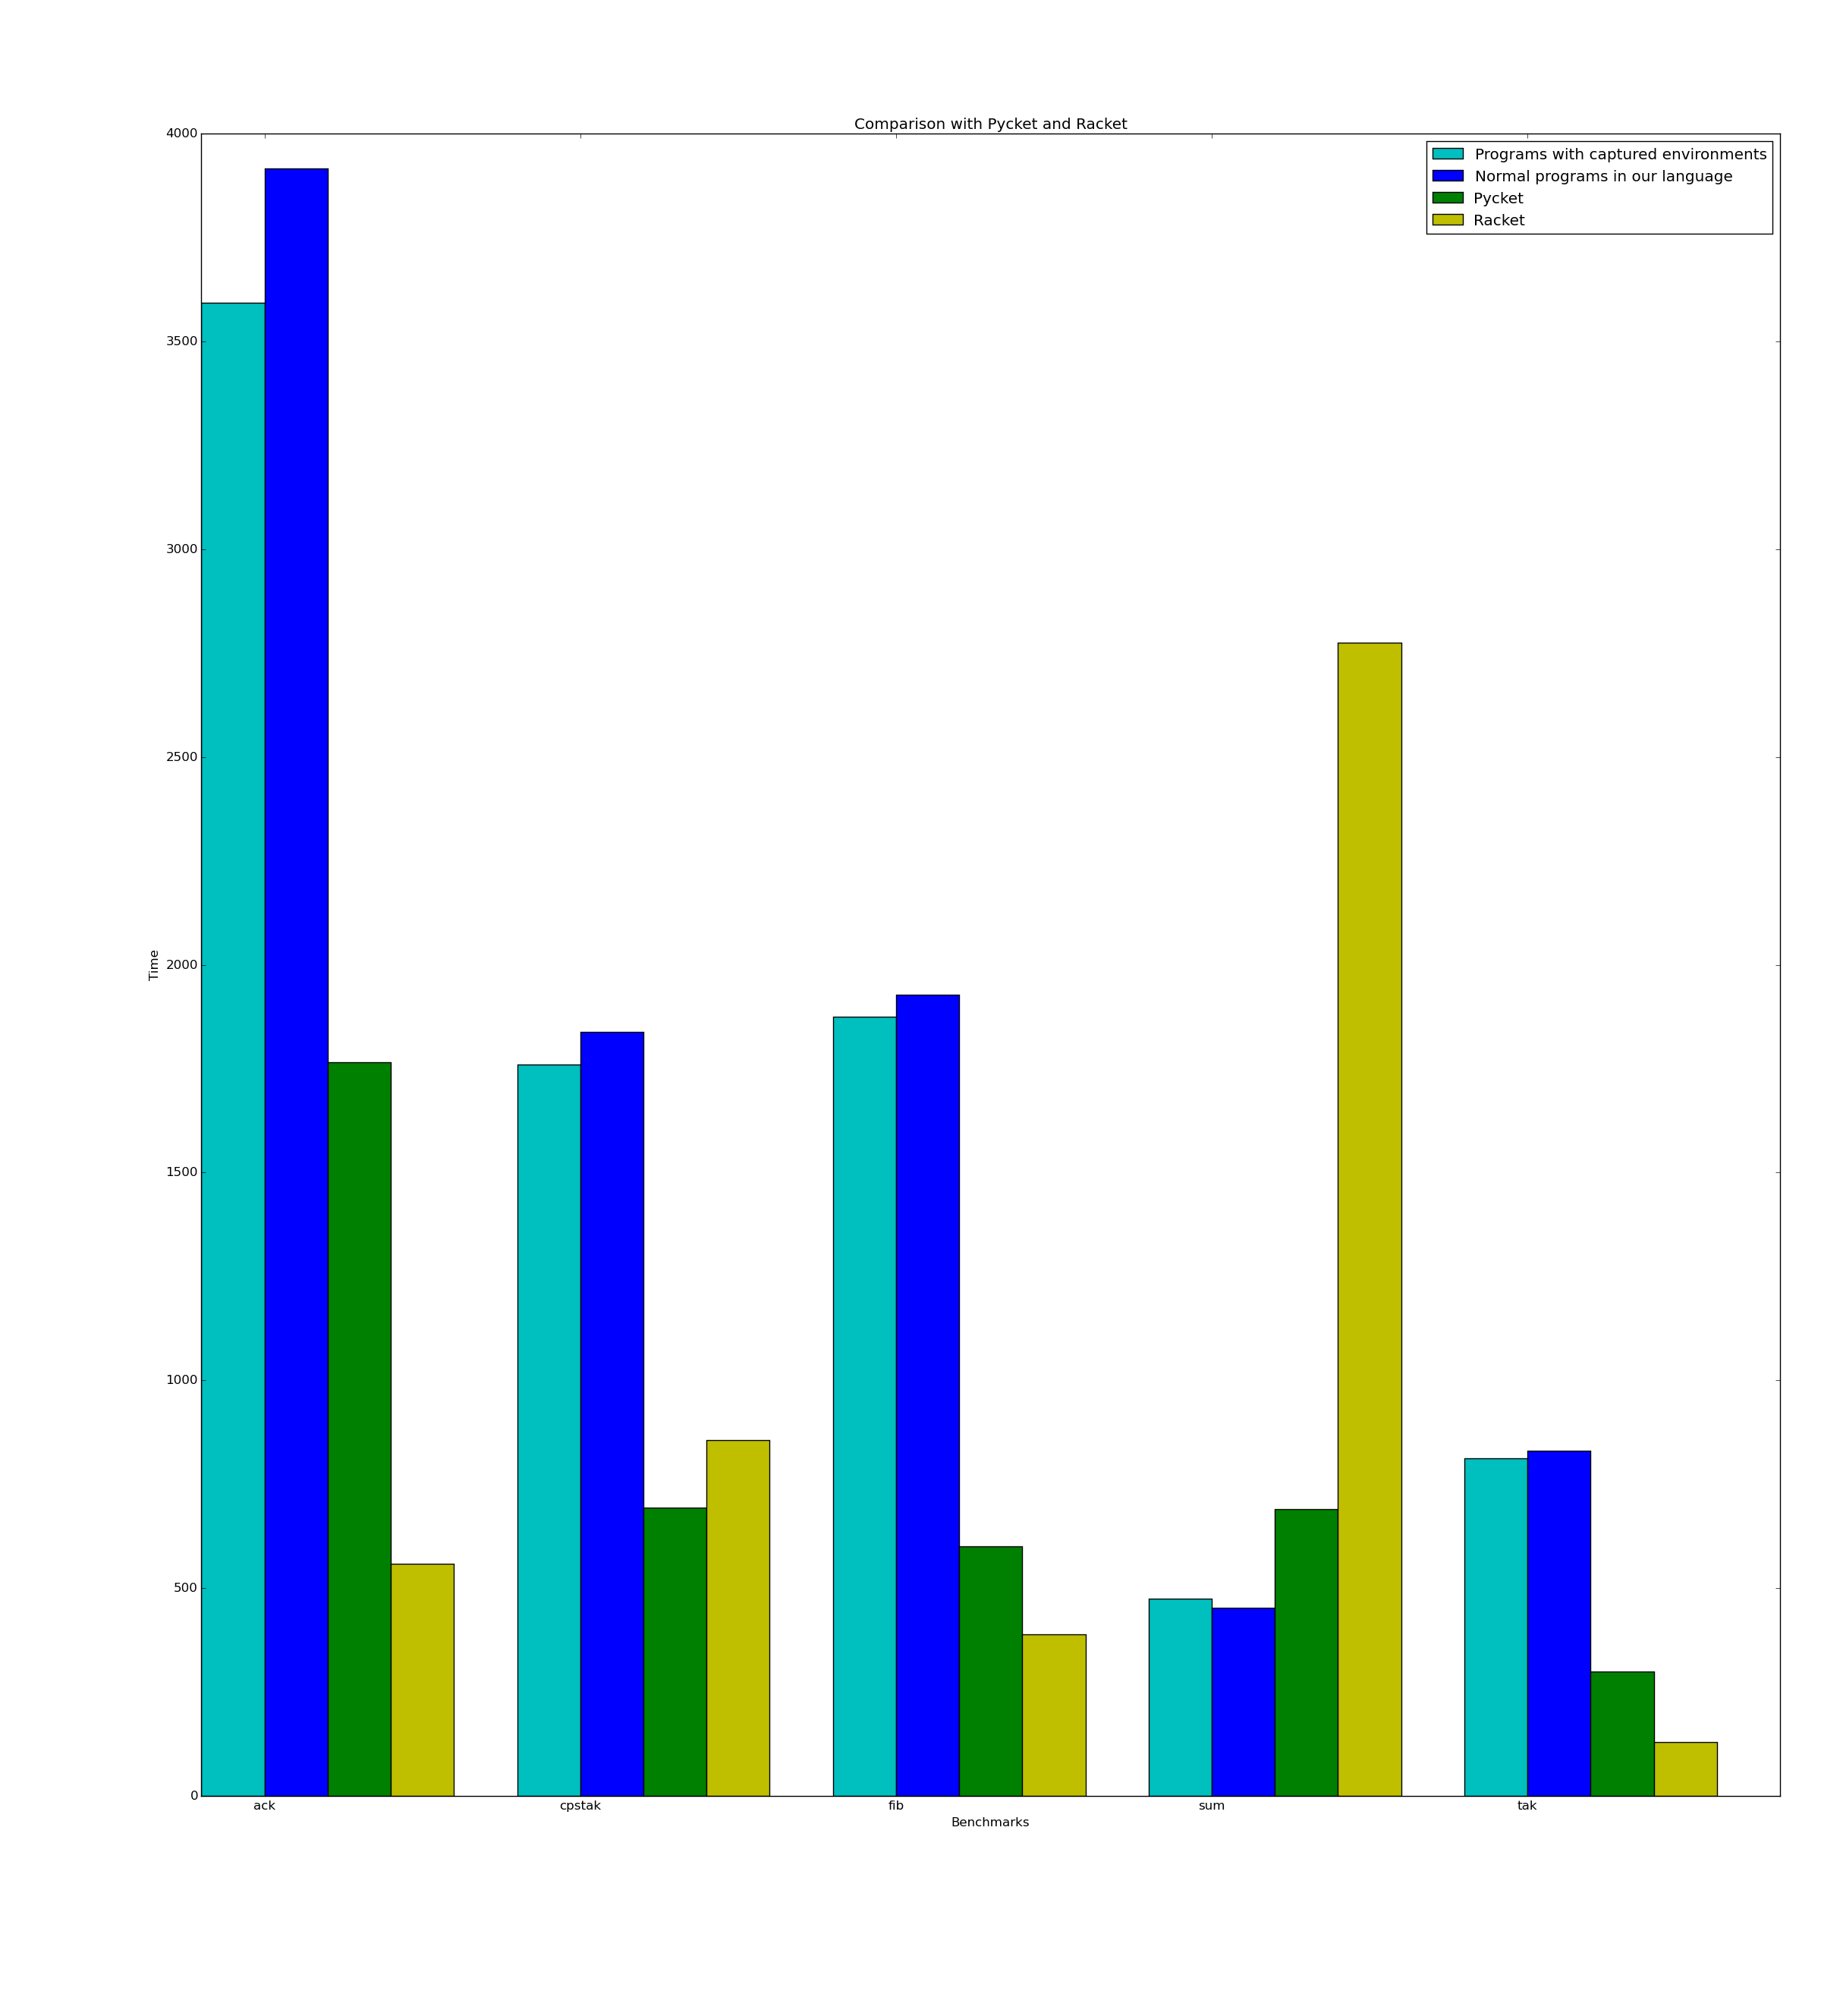 Comparison with Pycket and Racket
4000
3500
3000
2500
2000
1500
1000
500
0
Time
Programs with captured environments
Normal programs in our language
Pycket
Racket
ack
cpstak
fib
sum
tak
Benchmarks